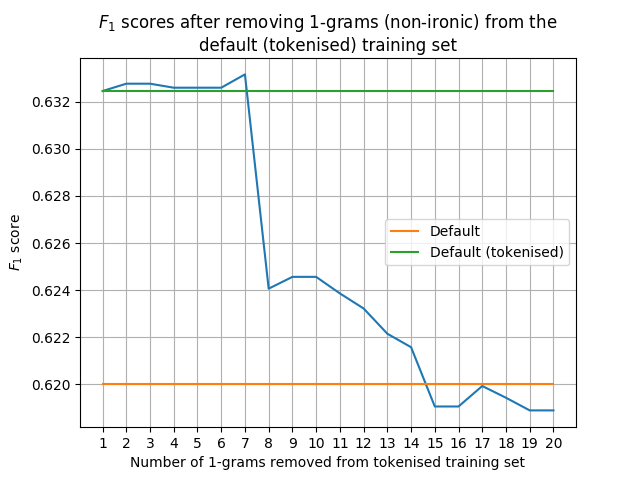 F₁ scores after removing 1-grams (non-ironic) from the
default (tokenised) training set
F₁ score
0.632
0.630
0.628
0.626
0.624
0.622
0.620
Default
Default (tokenised)
1 2 3 4 5 6 7 8 9 10 11 12 13 14 15 16 17 18 19 20
Number of 1-grams removed from tokenised training set